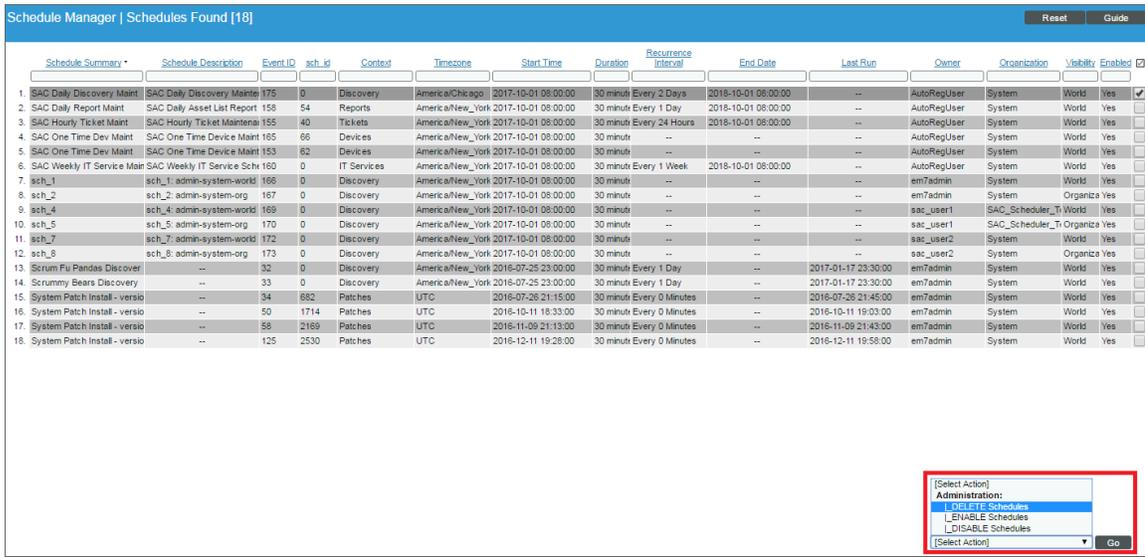 Schedule Manager | Schedules Found [18]
Reset Guide
Schedule Summary Schedule Description Event ID sch_id Context Timezone Start Time Duration Recurrence Interval End Date Last Run Owner Organization Visibility Enabled
1. SAC Daily Discovery Maint SAC Daily Discovery Mainte 175 0 Discovery America/Chicago 2017-10-01 08:00:00 30 minute Every 2 Days 2018-10-01 08:00:00 -- AutoRegUser System World Yes
2. SAC Daily Report Maint SAC Daily Asset List Report 158 54 Reports America/New_York 2017-10-01 08:00:00 30 minute Every 1 Day 2018-10-01 08:00:00 -- AutoRegUser System World Yes
3. SAC Hourly Ticket Maint SAC Hourly Ticket Maintena 155 40 Tickets America/New_York 2017-10-01 08:00:00 30 minute Every 24 Hours 2018-10-01 08:00:00 -- AutoRegUser System World Yes
4. SAC One Time Dev Maint SAC One Time Device Maint 165 66 Devices America/New_York 2017-10-01 08:00:00 30 minute -- -- -- AutoRegUser System World Yes
5. SAC One Time Dev Maint SAC One Time Device Maint 153 62 Devices America/New_York 2017-10-01 08:00:00 30 minute -- -- -- AutoRegUser System World Yes
6. SAC Weekly IT Service Main SAC Weekly IT Service Sche 160 0 IT Services America/New_York 2017-10-01 08:00:00 30 minute Every 1 Week 2018-10-01 08:00:00 -- AutoRegUser System World Yes
7. sch_1 sch_1: admin-system-world 166 0 Discovery America/New_York 2017-10-01 08:00:00 30 minute -- -- -- em7admin System World Yes
8. sch_2 sch_2: admin-system-org 167 0 Discovery America/New_York 2017-10-01 08:00:00 30 minute -- -- -- em7admin System Organiza Yes
9. sch_4 sch_4: admin-system-world 169 0 Discovery America/New_York 2017-10-01 08:00:00 30 minute -- -- -- sac_user1 SAC_Scheduler_Te World Yes
10. sch_5 sch_5: admin-system-org 170 0 Discovery America/New_York 2017-10-01 08:00:00 30 minute -- -- -- sac_user1 SAC_Scheduler_Te Organiza Yes
11. sch_7 sch_7: admin-system-world 172 0 Discovery America/New_York 2017-10-01 08:00:00 30 minute -- -- -- sac_user2 System World Yes
12. sch_8 sch_8: admin-system-org 173 0 Discovery America/New_York 2017-10-01 08:00:00 30 minute -- -- -- sac_user2 System Organiza Yes
13. Scrum Fu Pandas Discover -- 32 0 Discovery America/New_York 2016-07-25 23:00:00 30 minute Every 1 Day -- 2017-01-17 23:30:00 em7admin System World Yes
14. Scrummy Bears Discovery -- 33 0 Discovery America/New_York 2016-07-25 23:00:00 30 minute Every 1 Day -- 2017-01-17 23:30:00 em7admin System World Yes
15. System Patch Install - versio -- 34 682 Patches UTC 2016-07-26 21:15:00 30 minute Every 0 Minutes -- 2016-07-26 21:45:00 em7admin System World Yes
16. System Patch Install - versio -- 50 1714 Patches UTC 2016-10-11 18:33:00 30 minute Every 0 Minutes -- 2016-10-11 19:03:00 em7admin System World Yes
17. System Patch Install - versio -- 58 2169 Patches UTC 2016-11-09 21:13:00 30 minute Every 0 Minutes -- 2016-11-09 21:43:00 em7admin System World Yes
18. System Patch Install - versio -- 125 2530 Patches UTC 2016-12-11 19:28:00 30 minute Every 0 Minutes -- 2016-12-11 19:58:00 em7admin System World Yes
[Select Action]
Administration:
|_DELETE Schedules
|_ENABLE Schedules
|_DISABLE Schedules
[Select Action] Go